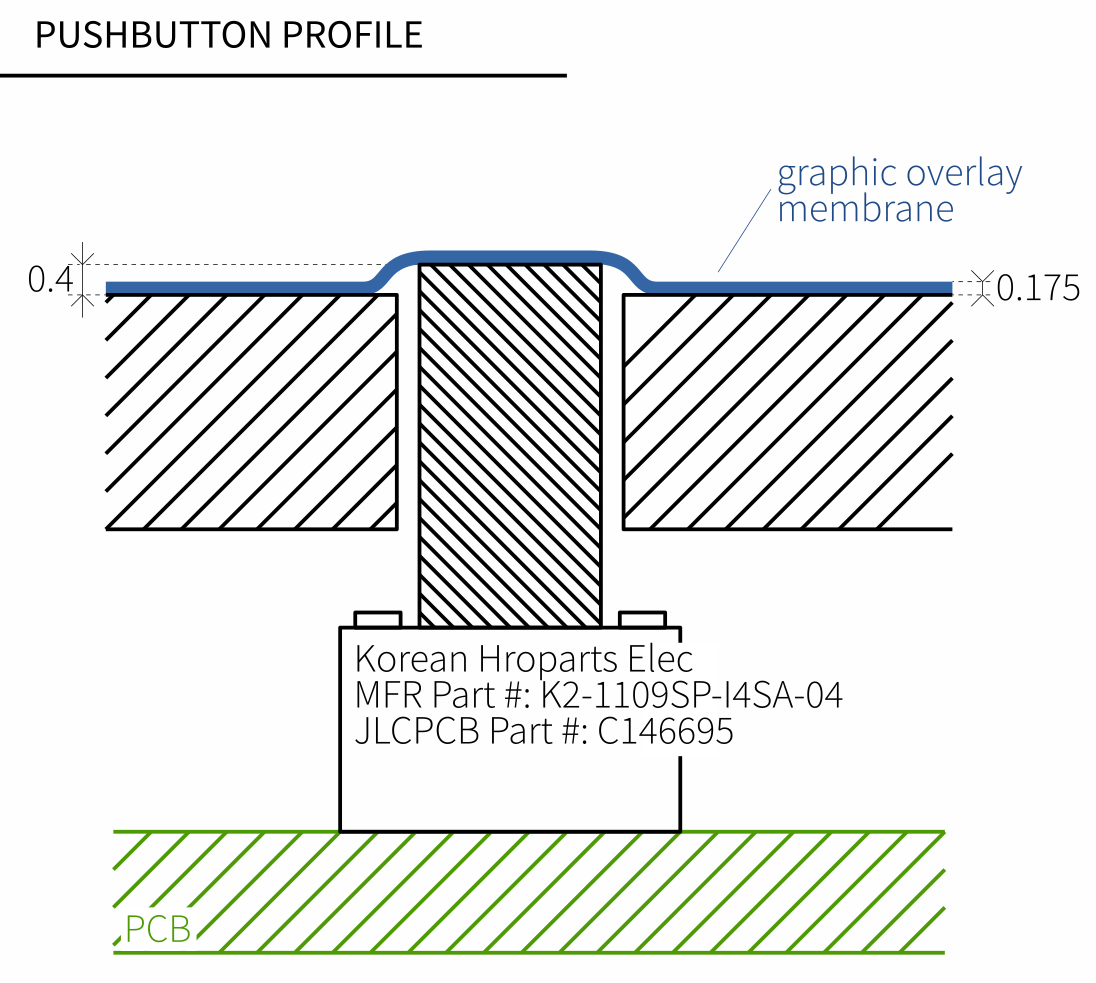 PUSHBUTTON PROFILE
graphic overlay
membrane
0.4
0.175
Korean Hroparts Elec
MFR Part #: K2-1109SP-I4SA-04
JLCPCB Part #: C146695
PCB